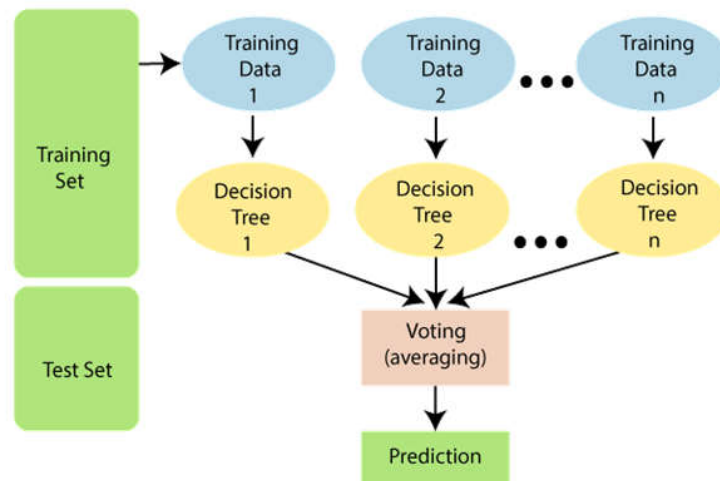 Training
Set
Test Set
Training
Data
1
Training
Data
2
Training
Data
n
Decision
Tree
1
Decision
Tree
2
Decision
Tree
n
Voting
(averaging)
Prediction